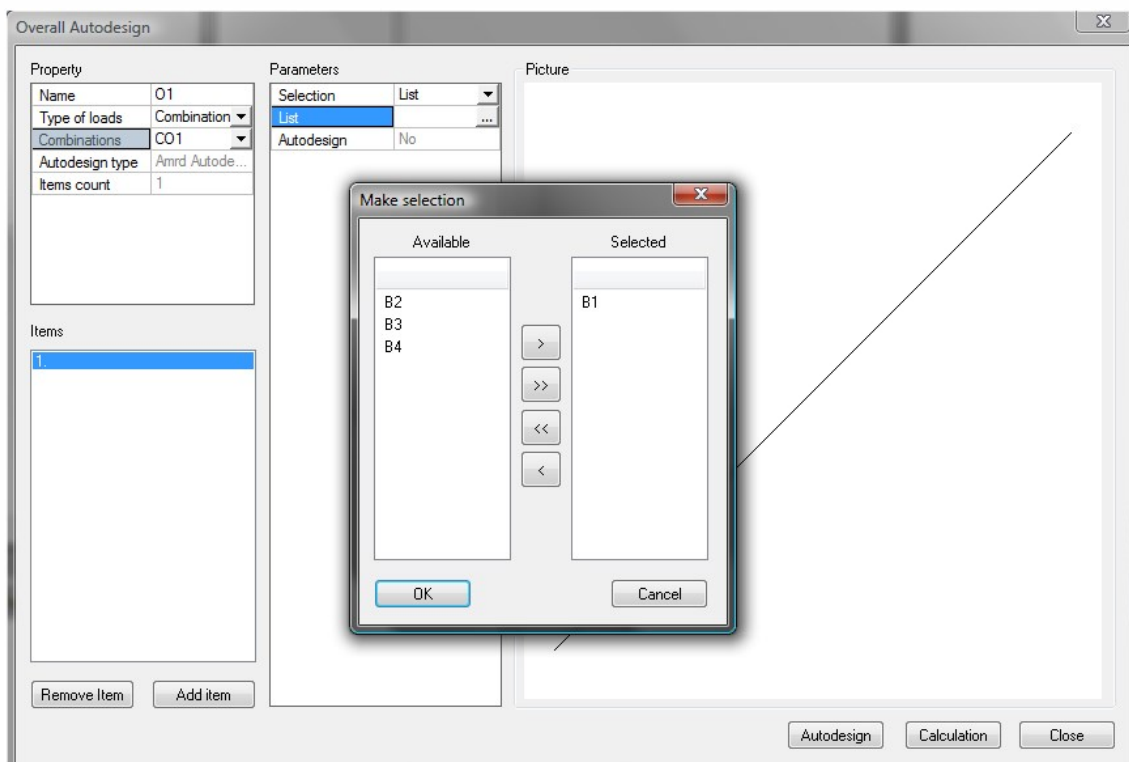 Overall Autodesign
Property
Name O1
Type of loads Combination
Combinations CO1
Autodesign type Amrd Autode...
Items count 1
Parameters
Selection List
List ...
Autodesign No
Picture
Items
1.
Make selection
Available
B2
B3
B4
>
>>
<<
<
Selected
B1
OK Cancel
Remove Item Add item
Autodesign Calculation Close